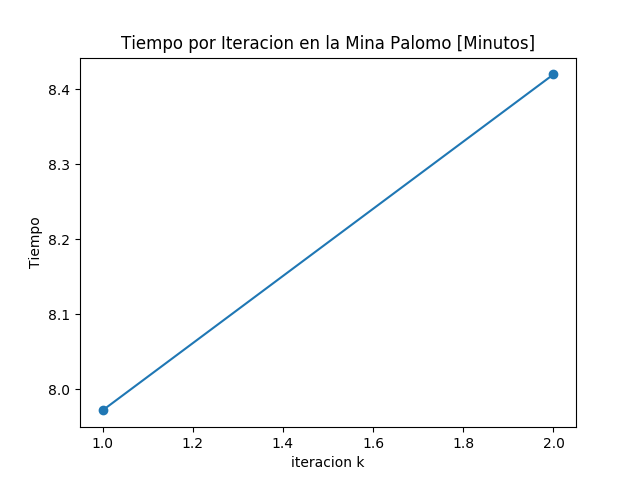 Tiempo por Iteracion en la Mina Palomo [Minutos]
8.4
8.3
8.2
8.1
8.0
Tiempo
1.0 1.2 1.4 1.6 1.8 2.0
iteracion k